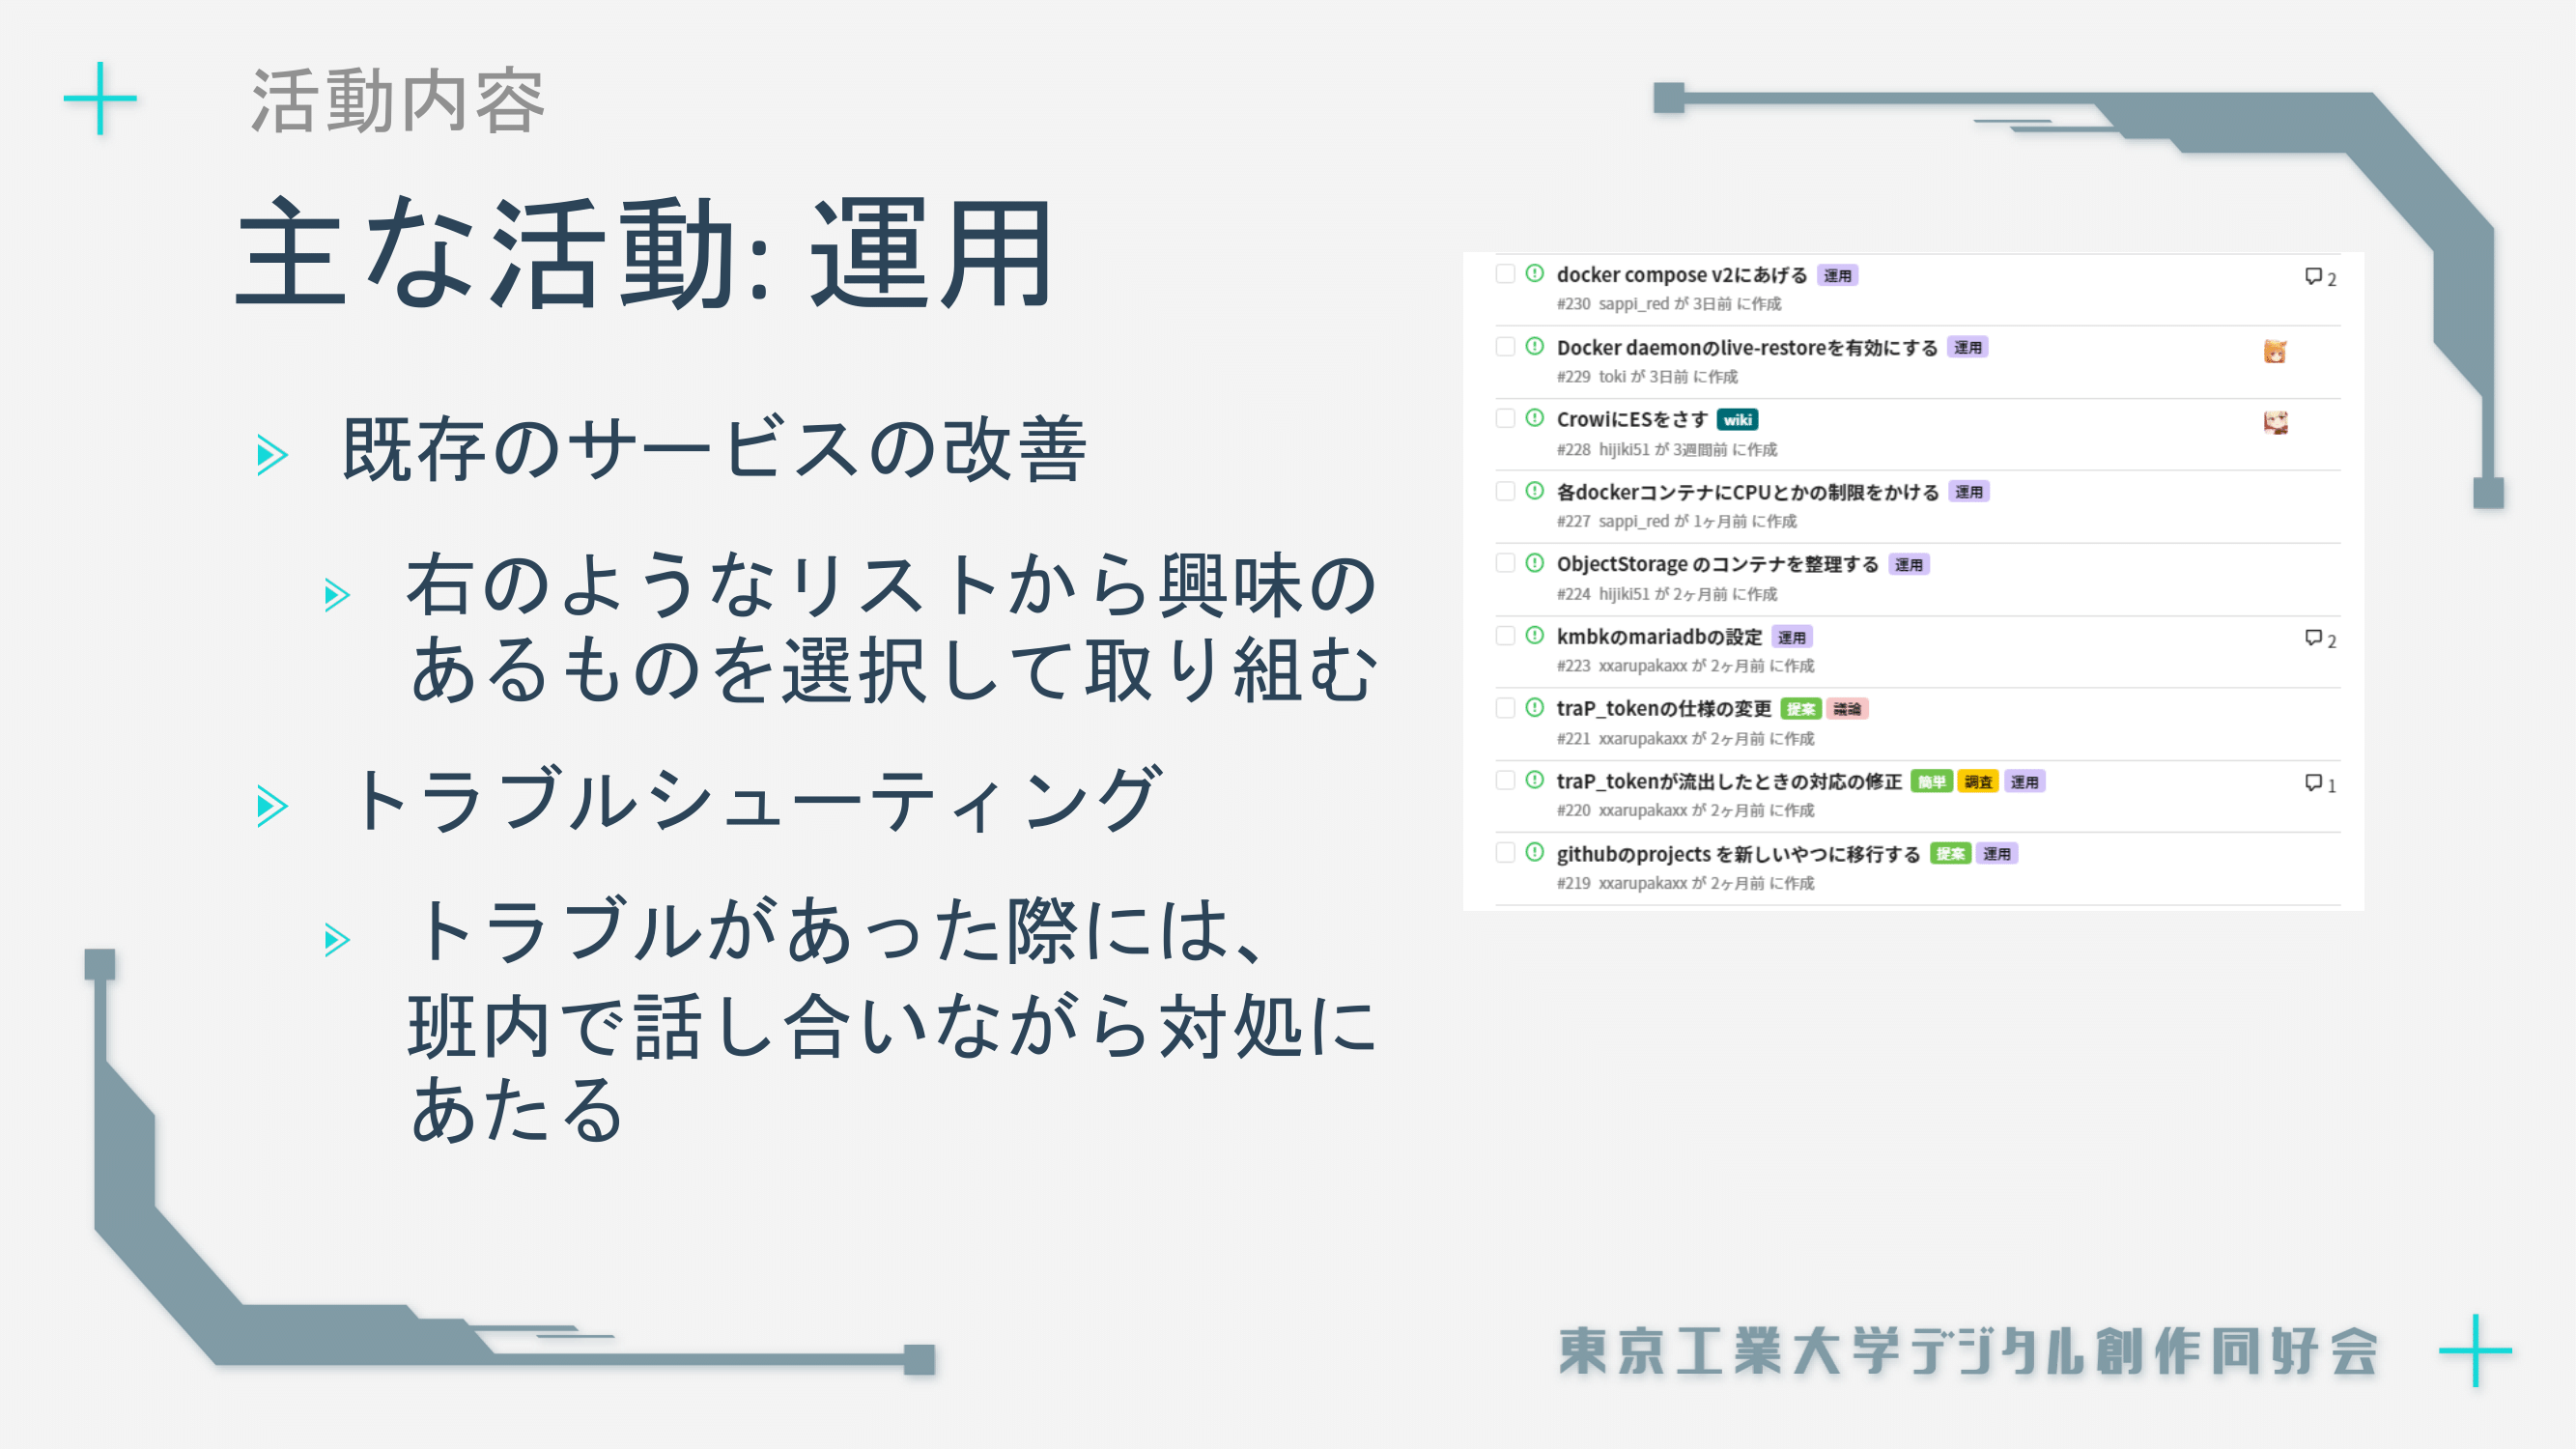 活動内容
主な活動: 運用
既存のサービスの改善
右のようなリストから興味の
あるものを選択して取り組む
トラブルシューティング
トラブルがあった際には、
班内で話し合いながら対処に
あたる
docker compose v2にあげる 運用 2
#230 sappi_red が 3日前 に作成
Docker daemonのlive-restoreを有効にする 運用
#229 toki が 3日前 に作成
CrowiにESをさす wiki
#228 hijiki51 が 3週間前 に作成
各dockerコンテナにCPUとかの制限をかける 運用
#227 sappi_red が 1ヶ月前 に作成
ObjectStorage のコンテナを整理する 運用
#224 hijiki51 が 2ヶ月前 に作成
kmbkのmariadbの設定 運用 2
#223 xxarupakaxx が 2ヶ月前 に作成
traP_tokenの仕様の変更 提案 議論
#221 xxarupakaxx が 2ヶ月前 に作成
traP_tokenが流出したときの対応の修正 簡単 調査 運用 1
#220 xxarupakaxx が 2ヶ月前 に作成
githubのprojects を新しいやつに移行する 提案 運用
#219 xxarupakaxx が 2ヶ月前 に作成
東京工業大学デジタル創作同好会